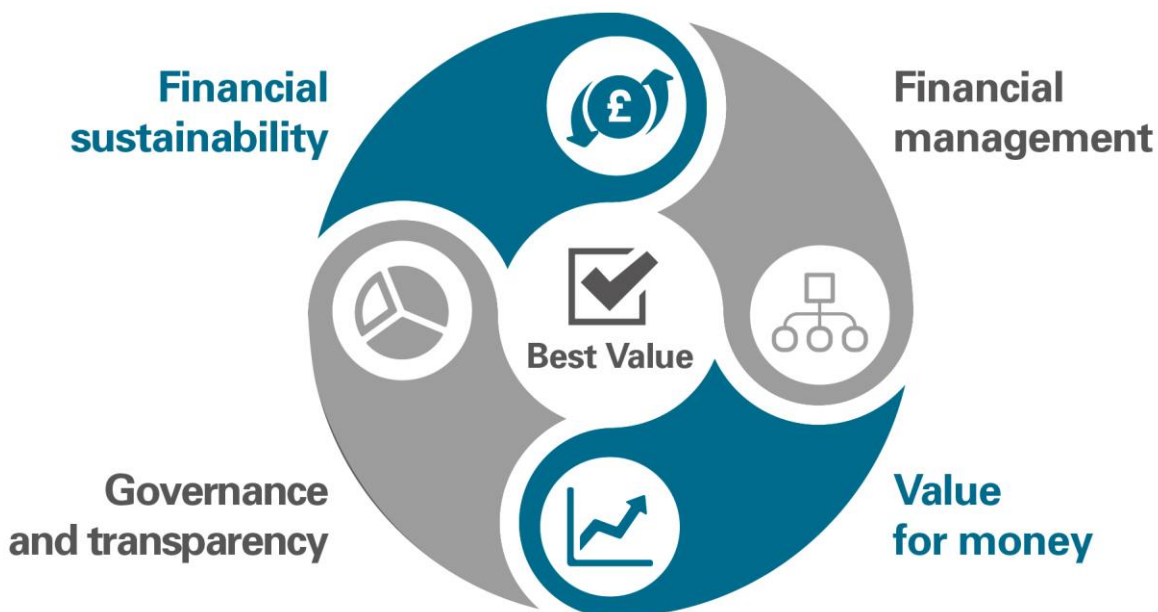 Financial
sustainability
Financial
management
£
Best Value
Governance
and transparency
Value
for money